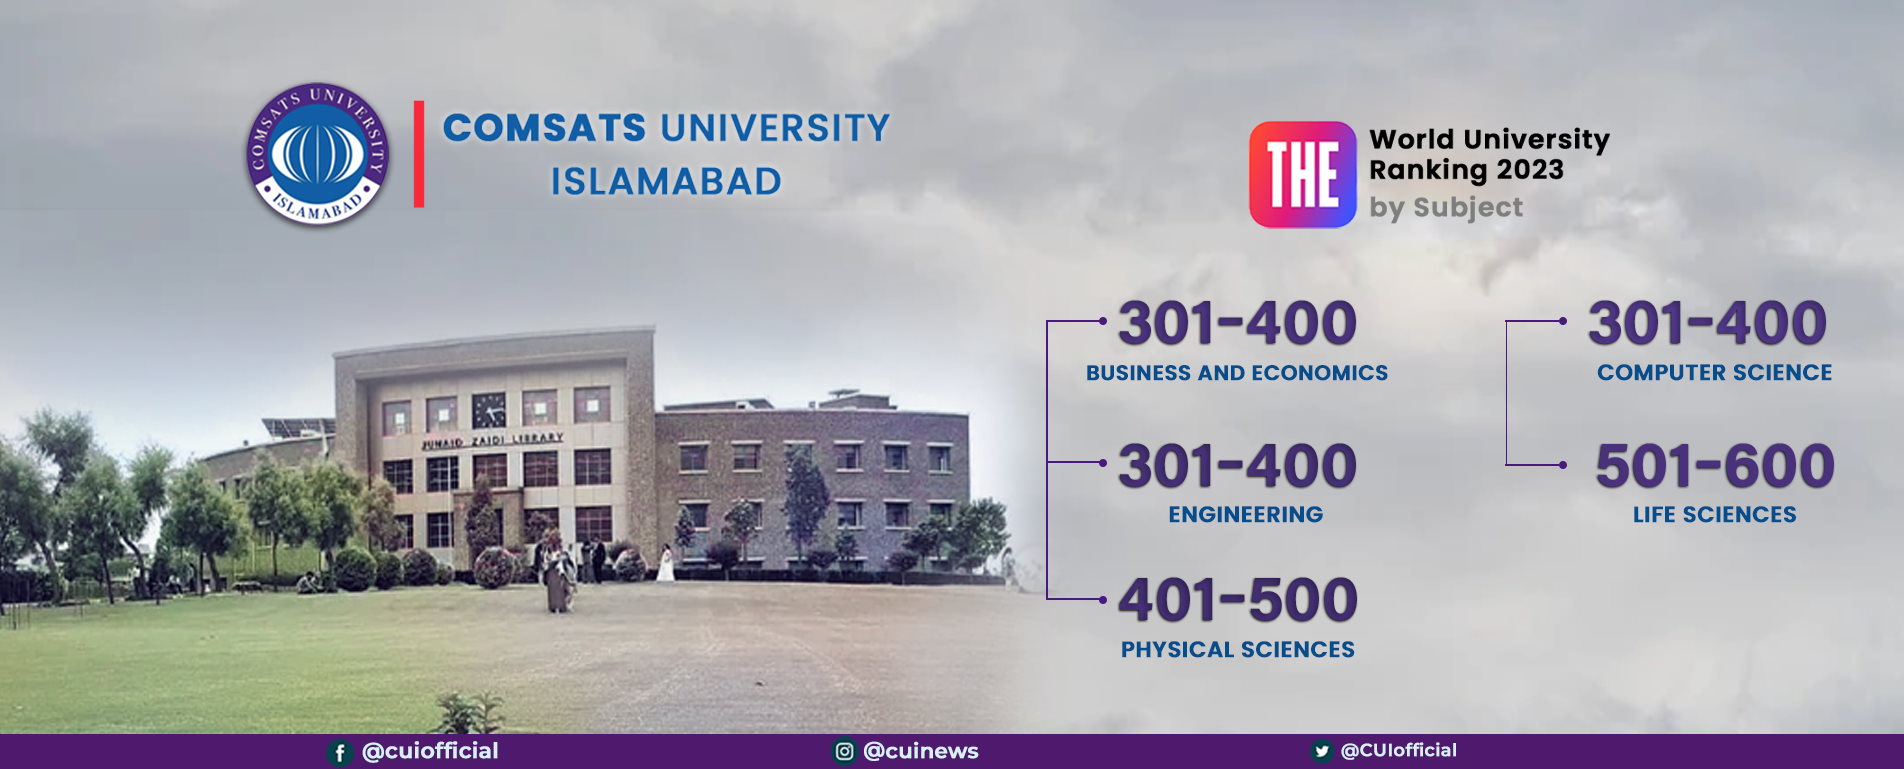 COMSATS UNIVERSITY
ISLAMABAD
COMSATS UNIVERSITY
ISLAMABAD
THE
World University
Ranking 2023
by Subject
301-400
BUSINESS AND ECONOMICS
301-400
COMPUTER SCIENCE
301-400
ENGINEERING
501-600
LIFE SCIENCES
401-500
PHYSICAL SCIENCES
JUNAID ZAIDI LIBRARY
@cuiofficial
@cuinews
@CUIofficial